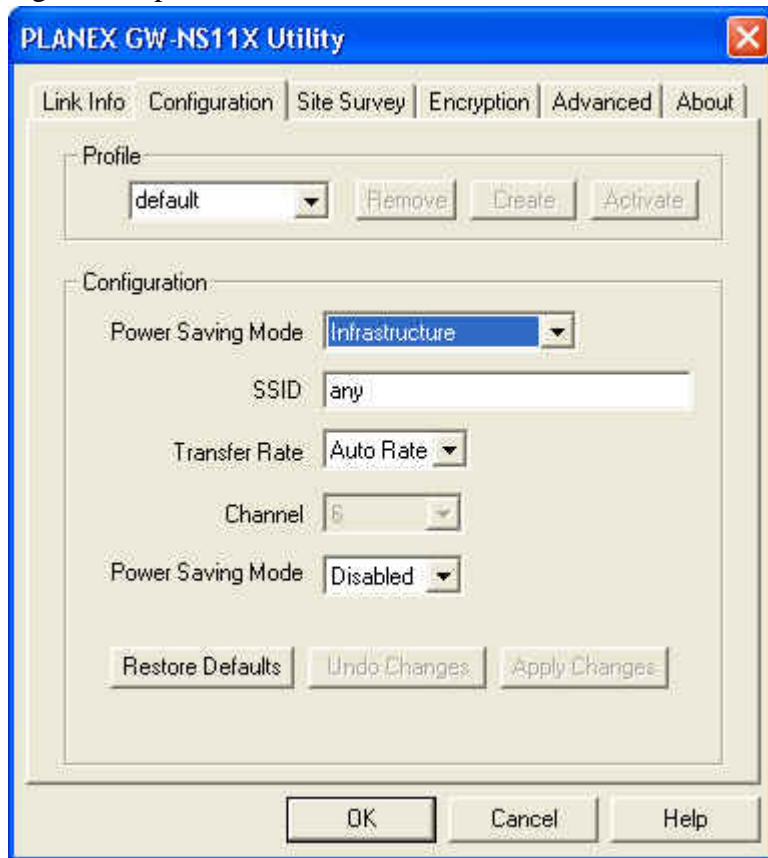 PLANEX GW-NS11X Utility
Link Info Configuration Site Survey Encryption Advanced About
Profile
default Remove Create Activate
Configuration
Power Saving Mode Infrastructure
SSID any
Transfer Rate Auto Rate
Channel 6
Power Saving Mode Disabled
Restore Defaults Undo Changes Apply Changes
OK Cancel Help